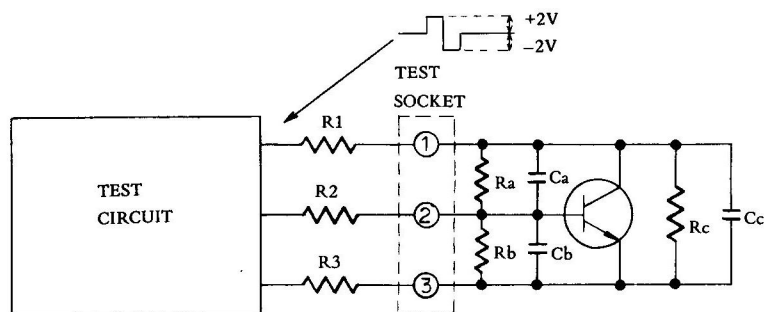 +2V
−2V
TEST
SOCKET
R1
R2
R3
TEST
CIRCUIT
1
2
3
Ra
Ca
Rb
Cb
Rc
Cc